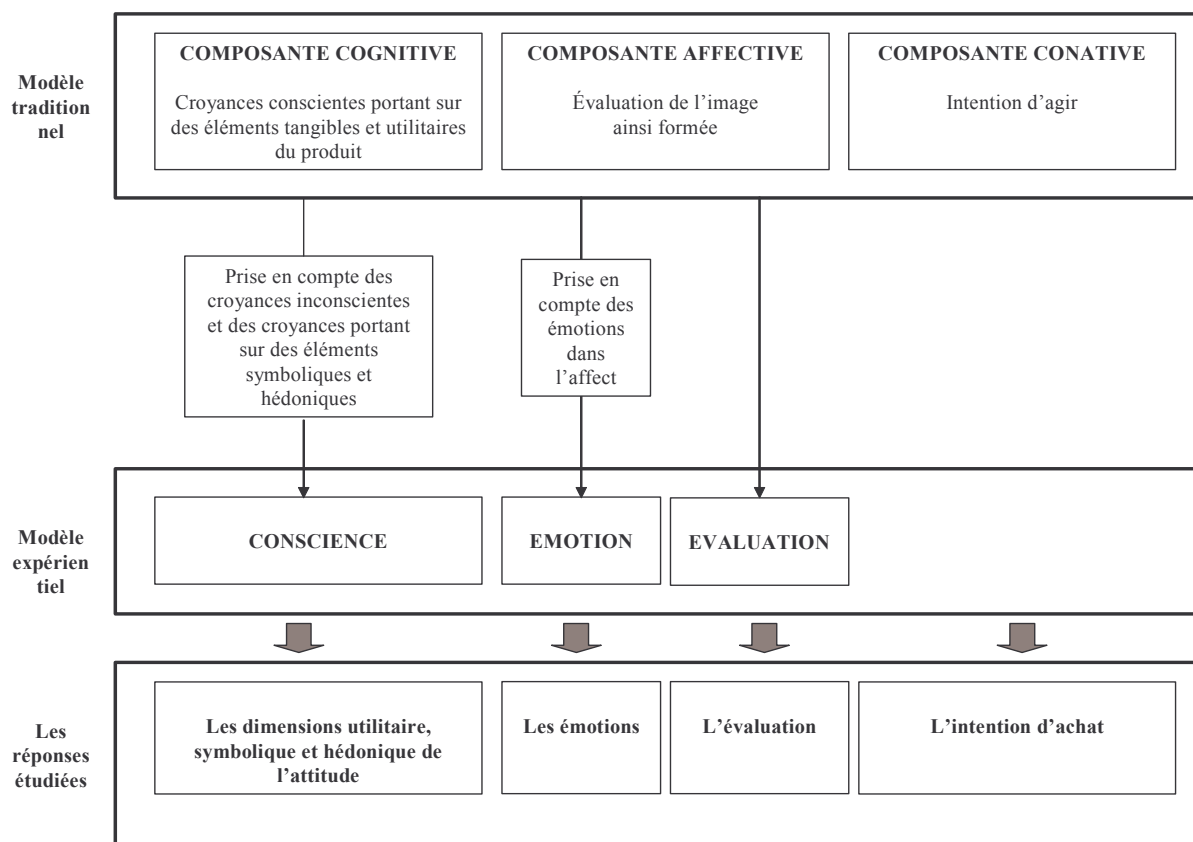 Modèle
tradition
nel
COMPOSANTE COGNITIVE
Croyances conscientes portant sur
des éléments tangibles et utilitaires
du produit
COMPOSANTE AFFECTIVE
Évaluation de l’image
ainsi formée
COMPOSANTE CONATIVE
Intention d’agir
Prise en compte des
croyances inconscientes
et des croyances portant
sur des éléments
symboliques et
hédoniques
Prise en
compte des
émotions
dans
l’affect
Modèle
expérien
tiel
CONSCIENCE
EMOTION
EVALUATION
Les
réponses
étudiées
Les dimensions utilitaire,
symbolique et hédonique de
l’attitude
Les émotions
L’évaluation
L’intention d’achat